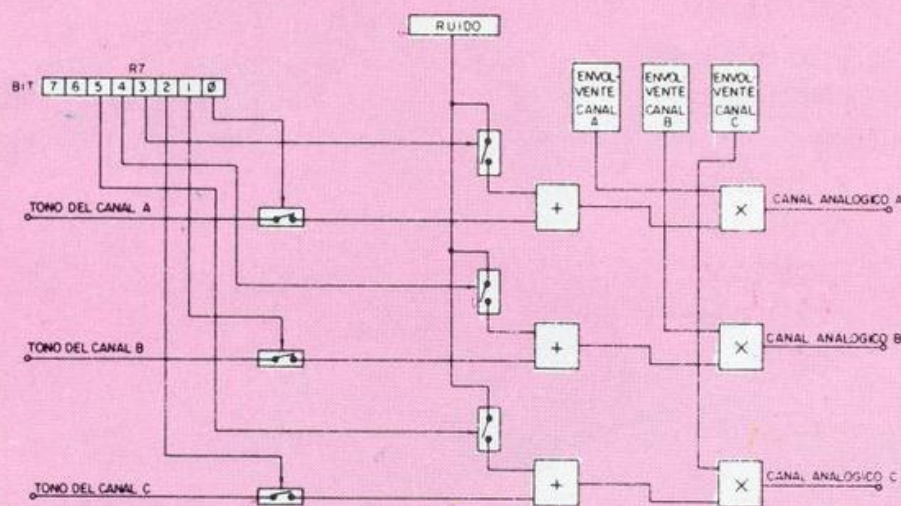 RUIDO
R7
BIT 7 6 5 4 3 2 1 0
ENVOL-
VENTE
CANAL
A
ENVOL
VENTE
CANAL
B
ENVOL-
VENTE
CANAL
C
TONO DEL CANAL A
+
×
CANAL ANALOGICO A
TONO DEL CANAL B
+
×
CANAL ANALOGICO B
TONO DEL CANAL C
+
×
CANAL ANALOGICO C